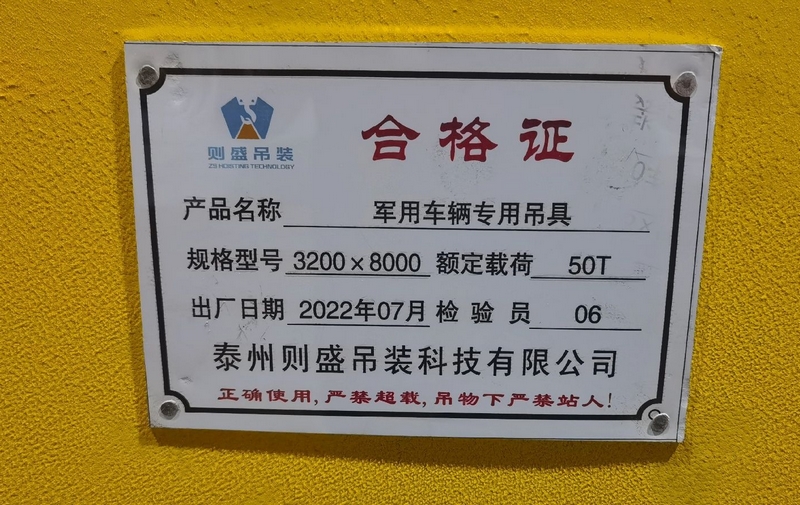 则盛吊装
ZS HOISTING TECHNOLOGY
合格证
产品名称 军用车辆专用吊具
规格型号 3200×8000 额定载荷 50T
出厂日期 2022年07月 检验员 06
泰州则盛吊装科技有限公司
正确使用,严禁超载,吊物下严禁站人!